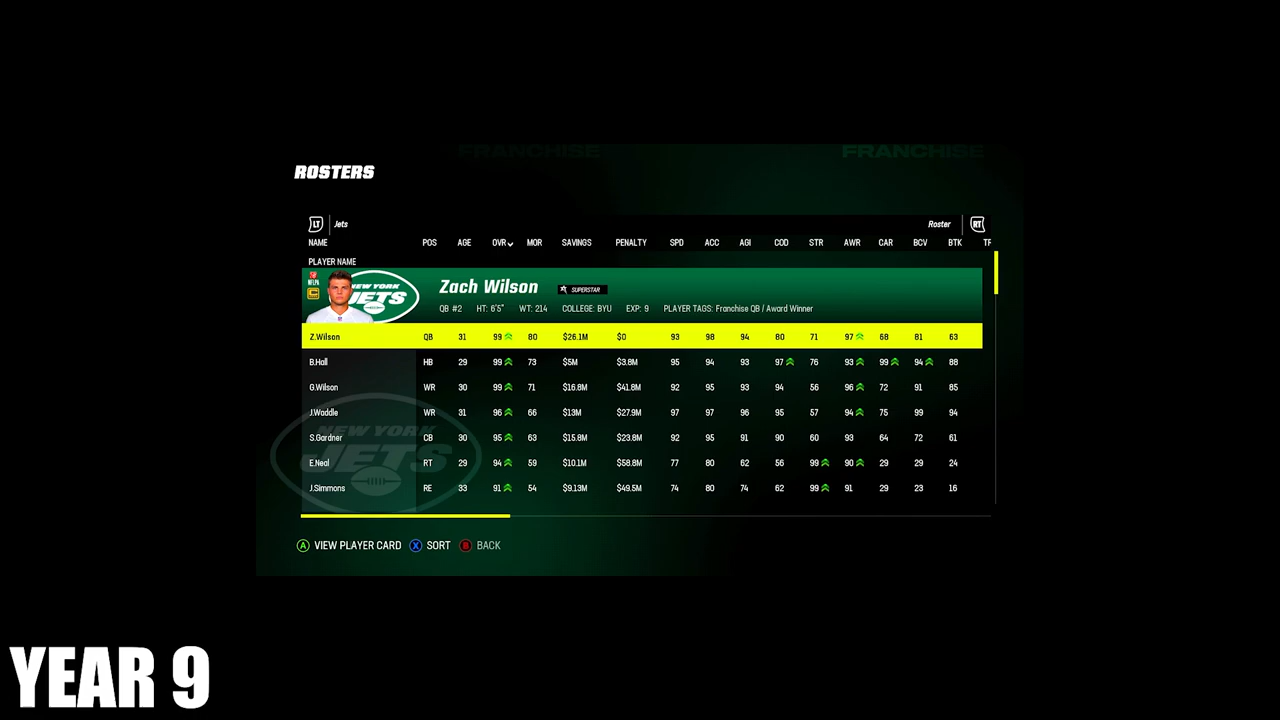 FRANCHISE FRANCHISE
ROSTERS
LT Jets Roster RT
NAME POS AGE OVR MOR SAVINGS PENALTY SPD ACC AGI COD STR AWR CAR BCV BTK TF
PLAYER NAME
NFLPA NEW YORK JETS Zach Wilson SUPERSTAR
QB #2 HT: 6'5" WT: 214 COLLEGE: BYU EXP: 9 PLAYER TAGS: Franchise QB / Award Winner
Z.Wilson QB 31 99 80 $26.1M $0 93 98 94 80 71 97 68 81 63
B.Hall HB 29 99 73 $5M $3.8M 95 94 93 97 76 93 99 94 88
G.Wilson WR 30 99 71 $16.8M $41.8M 92 95 93 94 56 96 72 91 85
J.Waddle WR 31 96 66 $13M $27.9M 97 97 96 95 57 94 75 99 94
S.Gardner CB 30 95 63 $15.8M $23.8M 92 95 91 90 60 93 64 72 61
E.Neal RT 29 94 59 $10.1M $58.8M 77 80 62 56 99 90 29 29 24
J.Simmons RE 33 91 54 $9.13M $49.5M 74 80 74 62 99 91 29 23 16
NEW YORK
JETS
A VIEW PLAYER CARD X SORT B BACK
YEAR 9